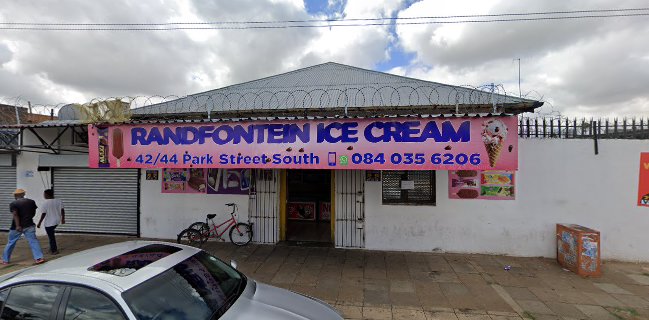 RANDFONTEIN ICE CREAM
42/44 Park Street South 084 035 6206